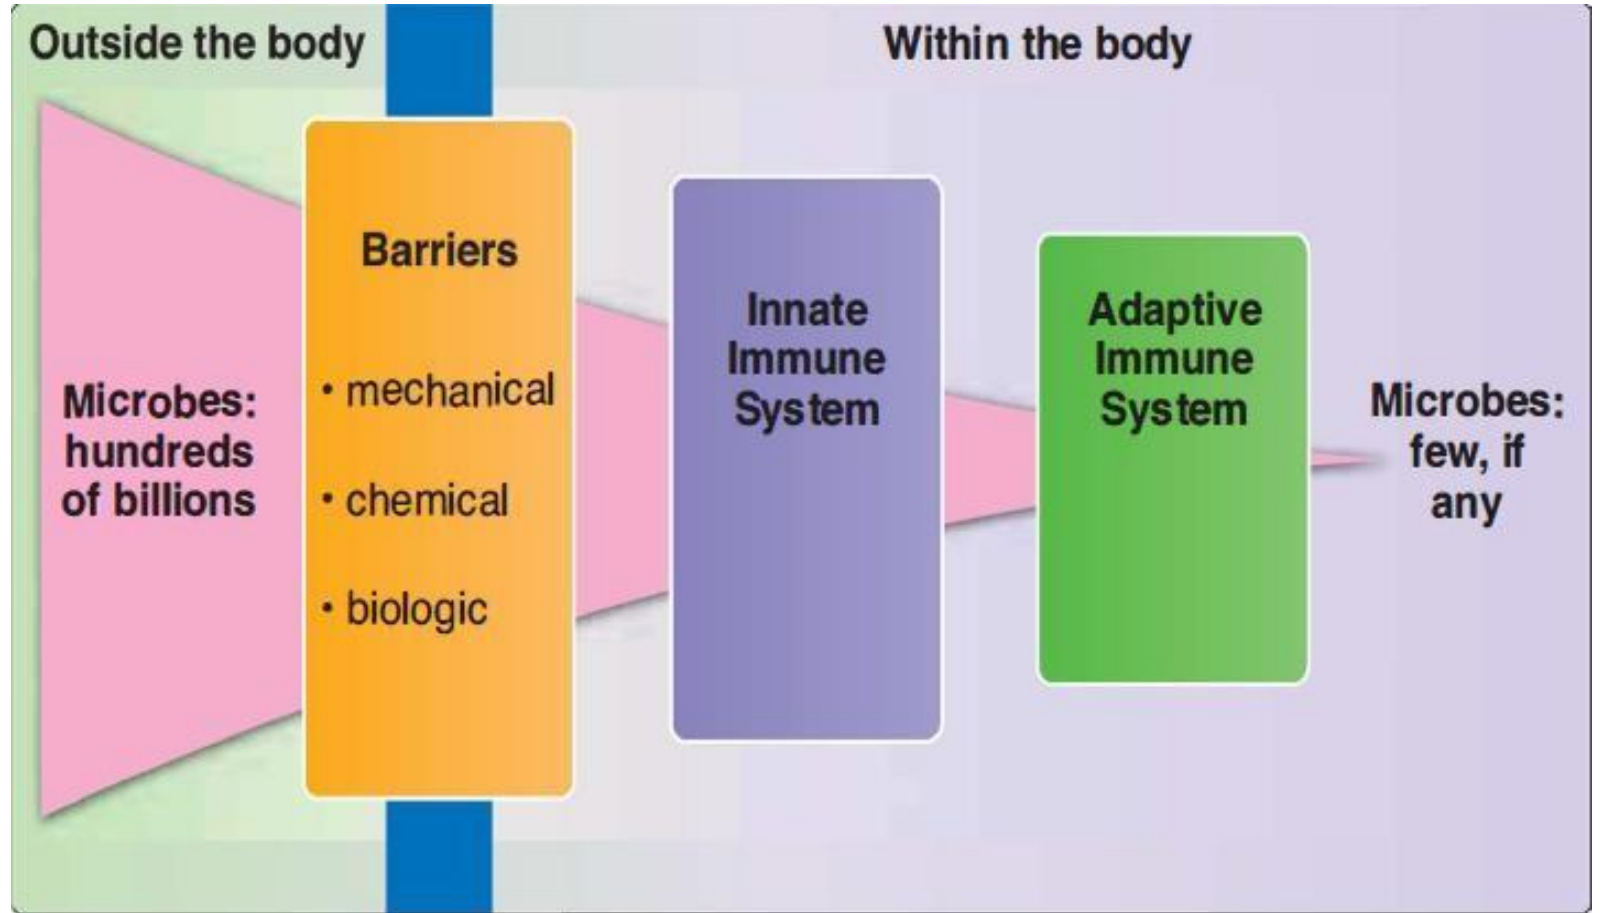 Outside the body
Within the body
Microbes:
hundreds
of billions
Barriers
• mechanical
• chemical
• biologic
Innate
Immune
System
Adaptive
Immune
System
Microbes:
few, if
any